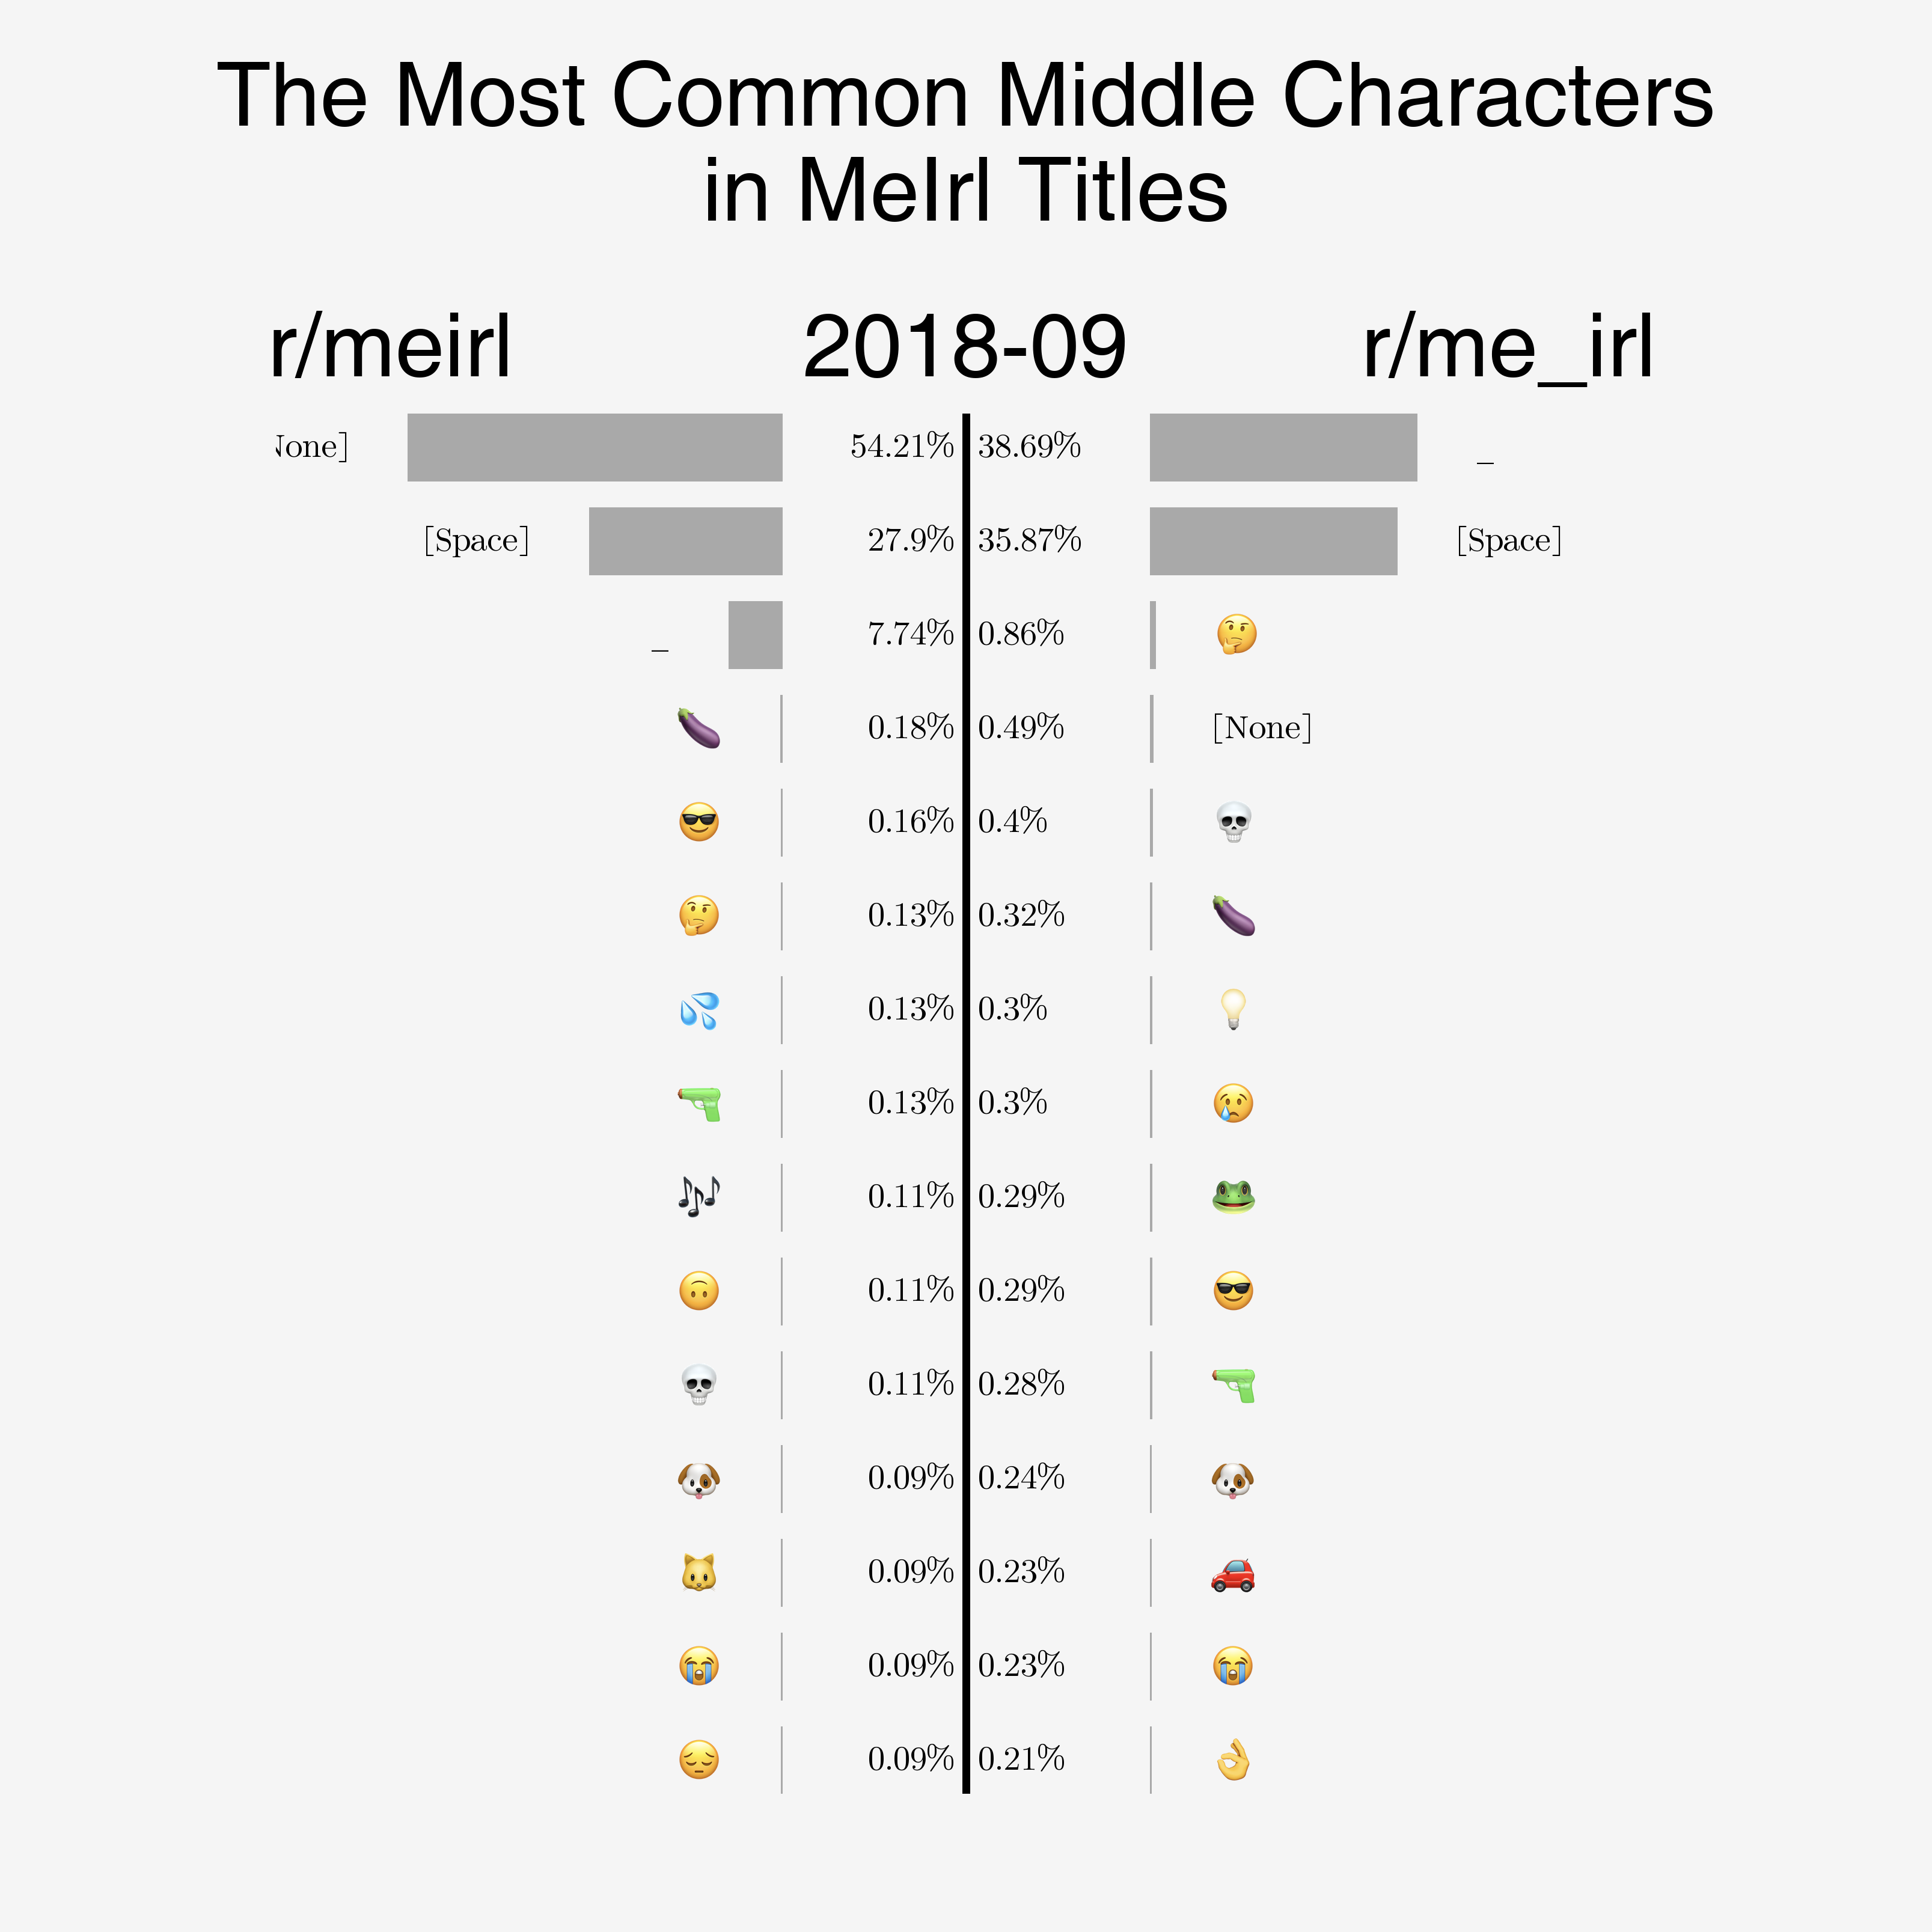 The Most Common Middle Characters
in MeIrl Titles
r/meirl 2018-09 r/me_irl
None] 54.21% 38.69% _
[Space] 27.9% 35.87% [Space]
_ 7.74% 0.86% 🤔
🍆 0.18% 0.49% [None]
😎 0.16% 0.4% 💀
🤔 0.13% 0.32% 🍆
💦 0.13% 0.3% 💡
🔫 0.13% 0.3% 😢
🎶 0.11% 0.29% 🐸
🙃 0.11% 0.29% 😎
💀 0.11% 0.28% 🔫
🐶 0.09% 0.24% 🐶
🐱 0.09% 0.23% 🚗
😭 0.09% 0.23% 😭
😔 0.09% 0.21% 👌